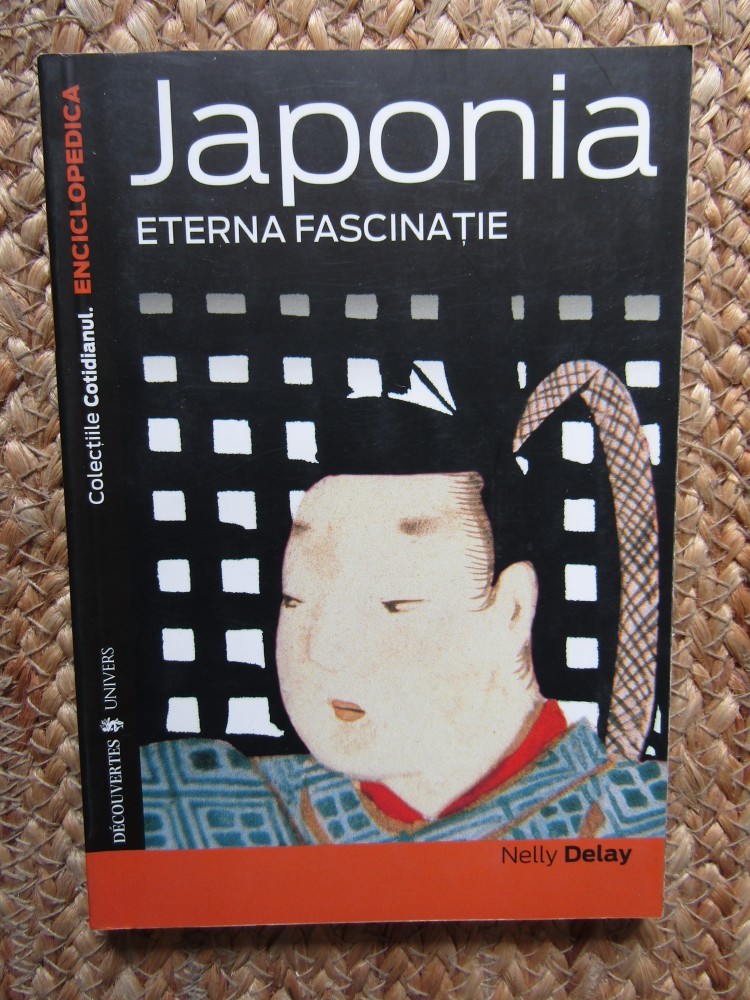 Japonia
ETERNA FASCINAȚIE
Colecțiile Cotidianul. ENCICLOPEDICA
DÉCOUVERTES UNIVERS
Nelly Delay